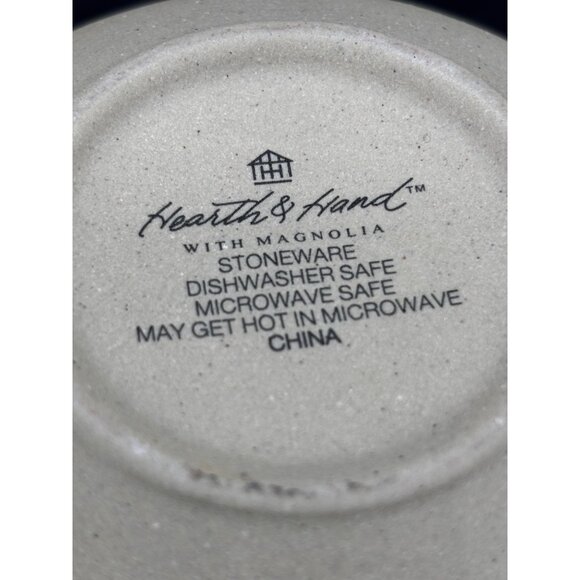 Hearth & Hand™
WITH MAGNOLIA
STONEWARE
DISHWASHER SAFE
MICROWAVE SAFE
MAY GET HOT IN MICROWAVE
CHINA